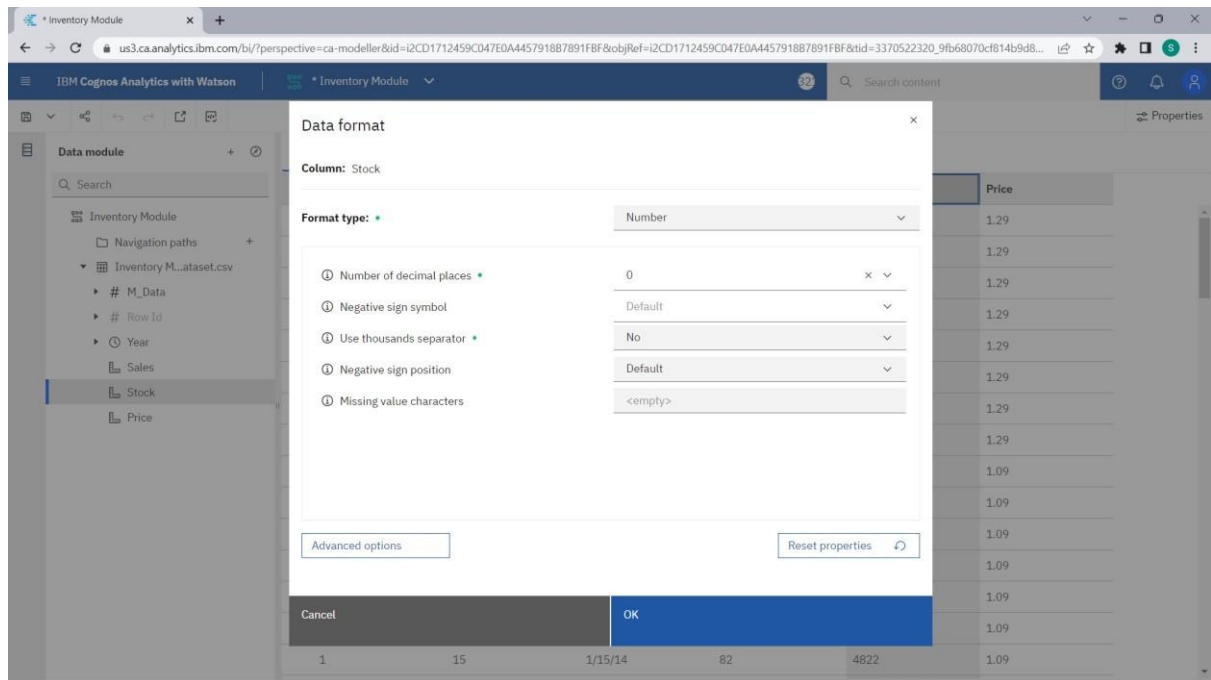 * Inventory Module
us3.ca.analytics.ibm.com/bi/?perspective=ca-modeller&id=i2CD1712459C047E0A4457918B7891FBF&objRef=i2CD1712459C047E0A4457918B7891FBF&tid=3370522320_9fb68070cf814b9d8...
S
IBM Cognos Analytics with Watson
* Inventory Module
32
Search content
Properties
Data module
Search
Inventory Module
Navigation paths
Inventory M...ataset.csv
# M_Data
# Row Id
Year
Sales
Stock
Price
Data format
Column: Stock
Format type:
Number
Number of decimal places
0
Negative sign symbol
Default
Use thousands separator
No
Negative sign position
Default
Missing value characters
<empty>
Advanced options
Reset properties
Cancel
OK
Price
1.29
1.29
1.29
1.29
1.29
1.29
1.29
1.29
1.09
1.09
1.09
1.09
1.09
1.09
1 15 1/15/14 82 4822 1.09